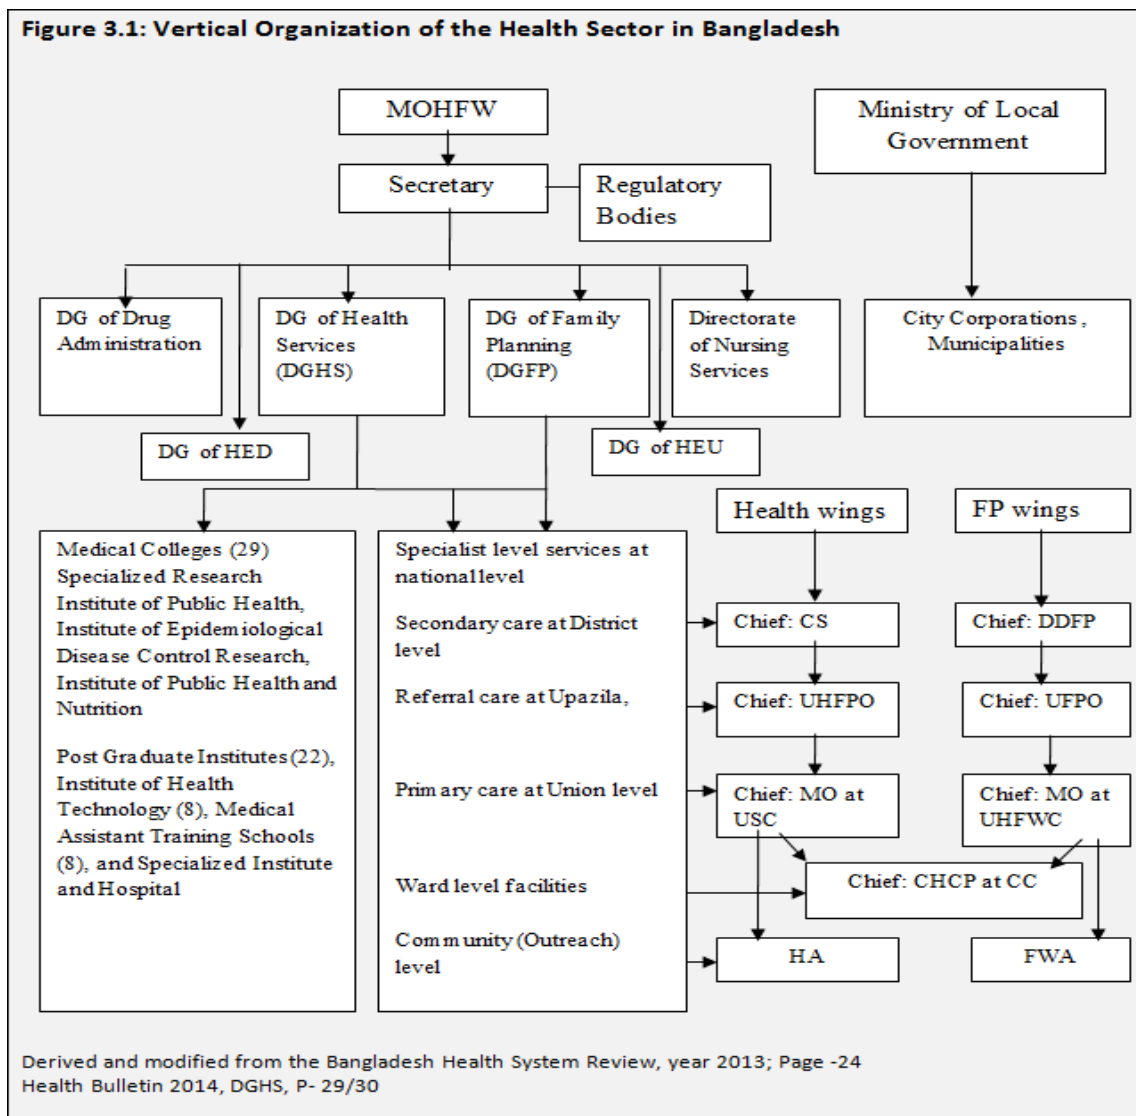 Figure 3.1: Vertical Organization of the Health Sector in Bangladesh
MOHFW
Ministry of Local
Government
Secretary
Regulatory
Bodies
DG of Drug
Administration
DG of Health
Services
(DGHS)
DG of Family
Planning
(DGFP)
Directorate
of Nursing
Services
City Corporations ,
Municipalities
DG of HED
DG of HEU
Health wings
FP wings
Medical Colleges (29)
Specialized Research
Institute of Public Health,
Institute of Epidemiological
Disease Control Research,
Institute of Public Health and
Nutrition
Post Graduate Institutes (22),
Institute of Health
Technology (8), Medical
Assistant Training Schools
(8), and Specialized Institute
and Hospital
Specialist level services at
national level
Secondary care at District
level
Referral care at Upazila,
Primary care at Union level
Ward level facilities
Community (Outreach)
level
Chief: CS
Chief: DDFP
Chief: UHFPO
Chief: UFPO
Chief: MO at
USC
Chief: MO at
UHFWC
Chief: CHCP at CC
HA
FWA
Derived and modified from the Bangladesh Health System Review, year 2013; Page -24
Health Bulletin 2014, DGHS, P- 29/30